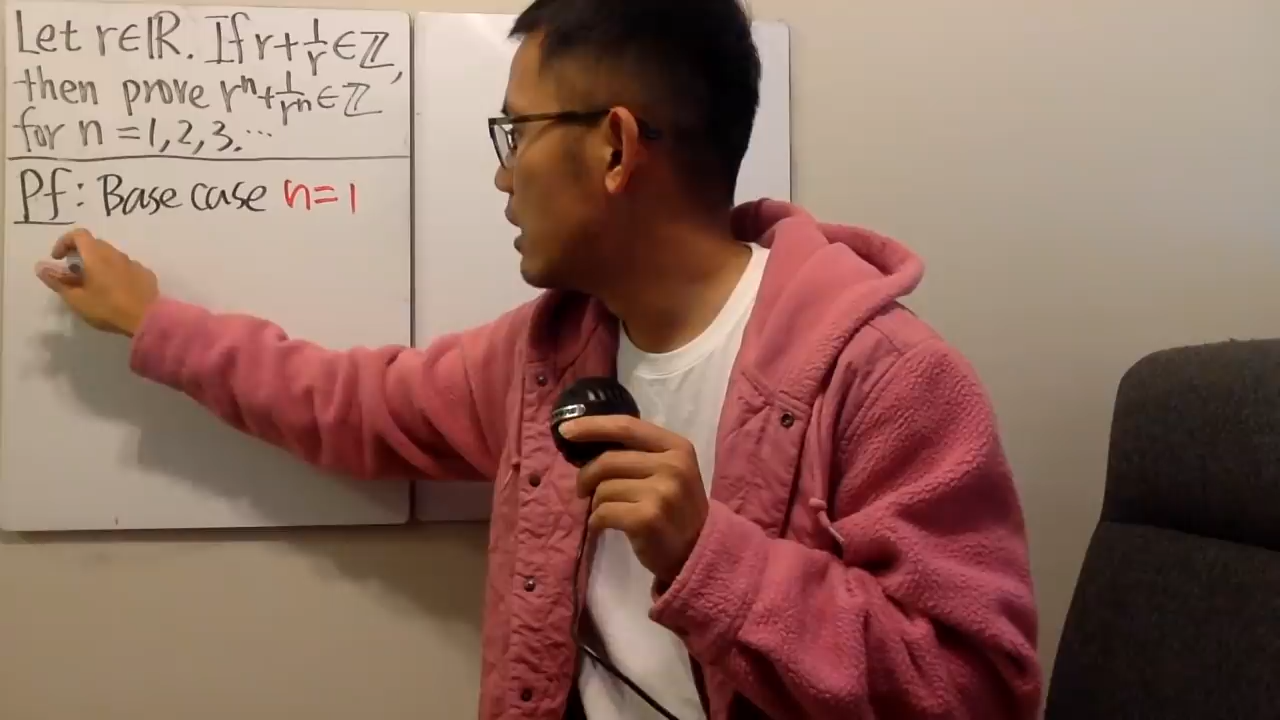 Let r∈ℝ. If r+1/r∈ℤ,
then prove rⁿ+1/rⁿ∈ℤ
for n=1,2,3,...
Pf: Base case n=1